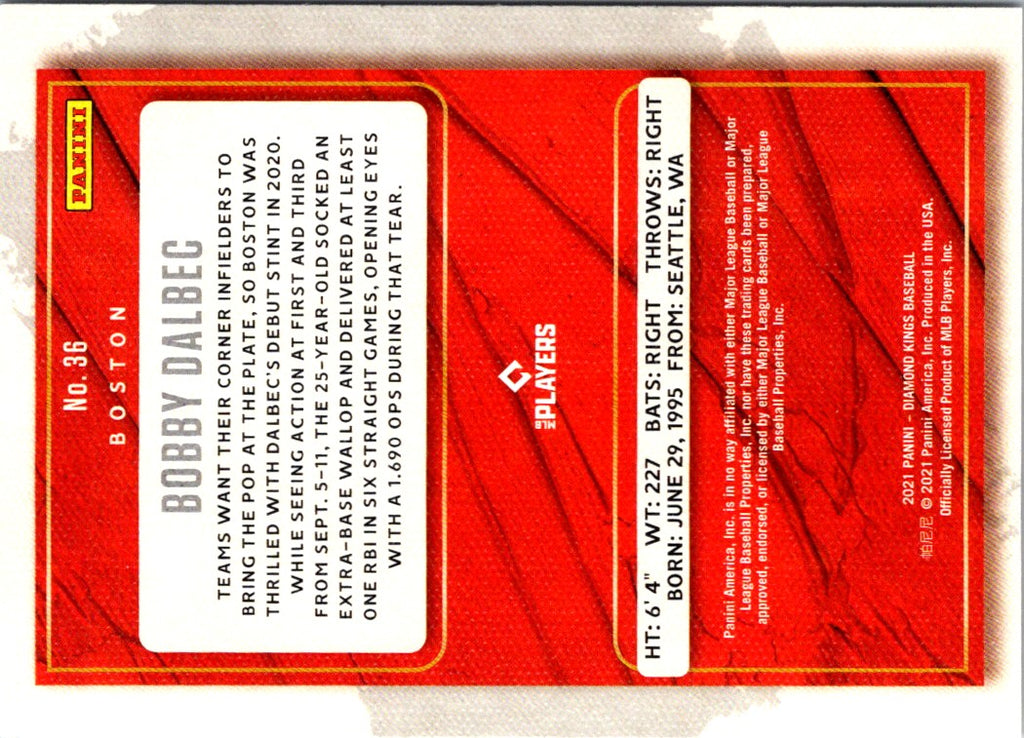 PANINI
No. 36
BOSTON
BOBBY DALBEC
TEAMS WANT THEIR CORNER INFIELDERS TO
BRING THE POP AT THE PLATE, SO BOSTON WAS
THRILLED WITH DALBEC'S DEBUT STINT IN 2020.
WHILE SEEING ACTION AT FIRST AND THIRD
FROM SEPT. 5-11, THE 25-YEAR-OLD SOCKED AN
EXTRA-BASE WALLOP AND DELIVERED AT LEAST
ONE RBI IN SIX STRAIGHT GAMES, OPENING EYES
WITH A 1.690 OPS DURING THAT TEAR.
MLB PLAYERS
HT: 6' 4" WT: 227 BATS: RIGHT THROWS: RIGHT
BORN: JUNE 29, 1995 FROM: SEATTLE, WA
Panini America, Inc. is in no way affiliated with either Major League Baseball or Major
League Baseball Properties, Inc. nor have these trading cards been prepared,
approved, endorsed, or licensed by either Major League Baseball or Major League
Baseball Properties, Inc.
2021 PANINI - DIAMOND KINGS BASEBALL
帕尼尼 © 2021 Panini America, Inc. Produced in the USA.
Officially Licensed Product of MLB Players, Inc.